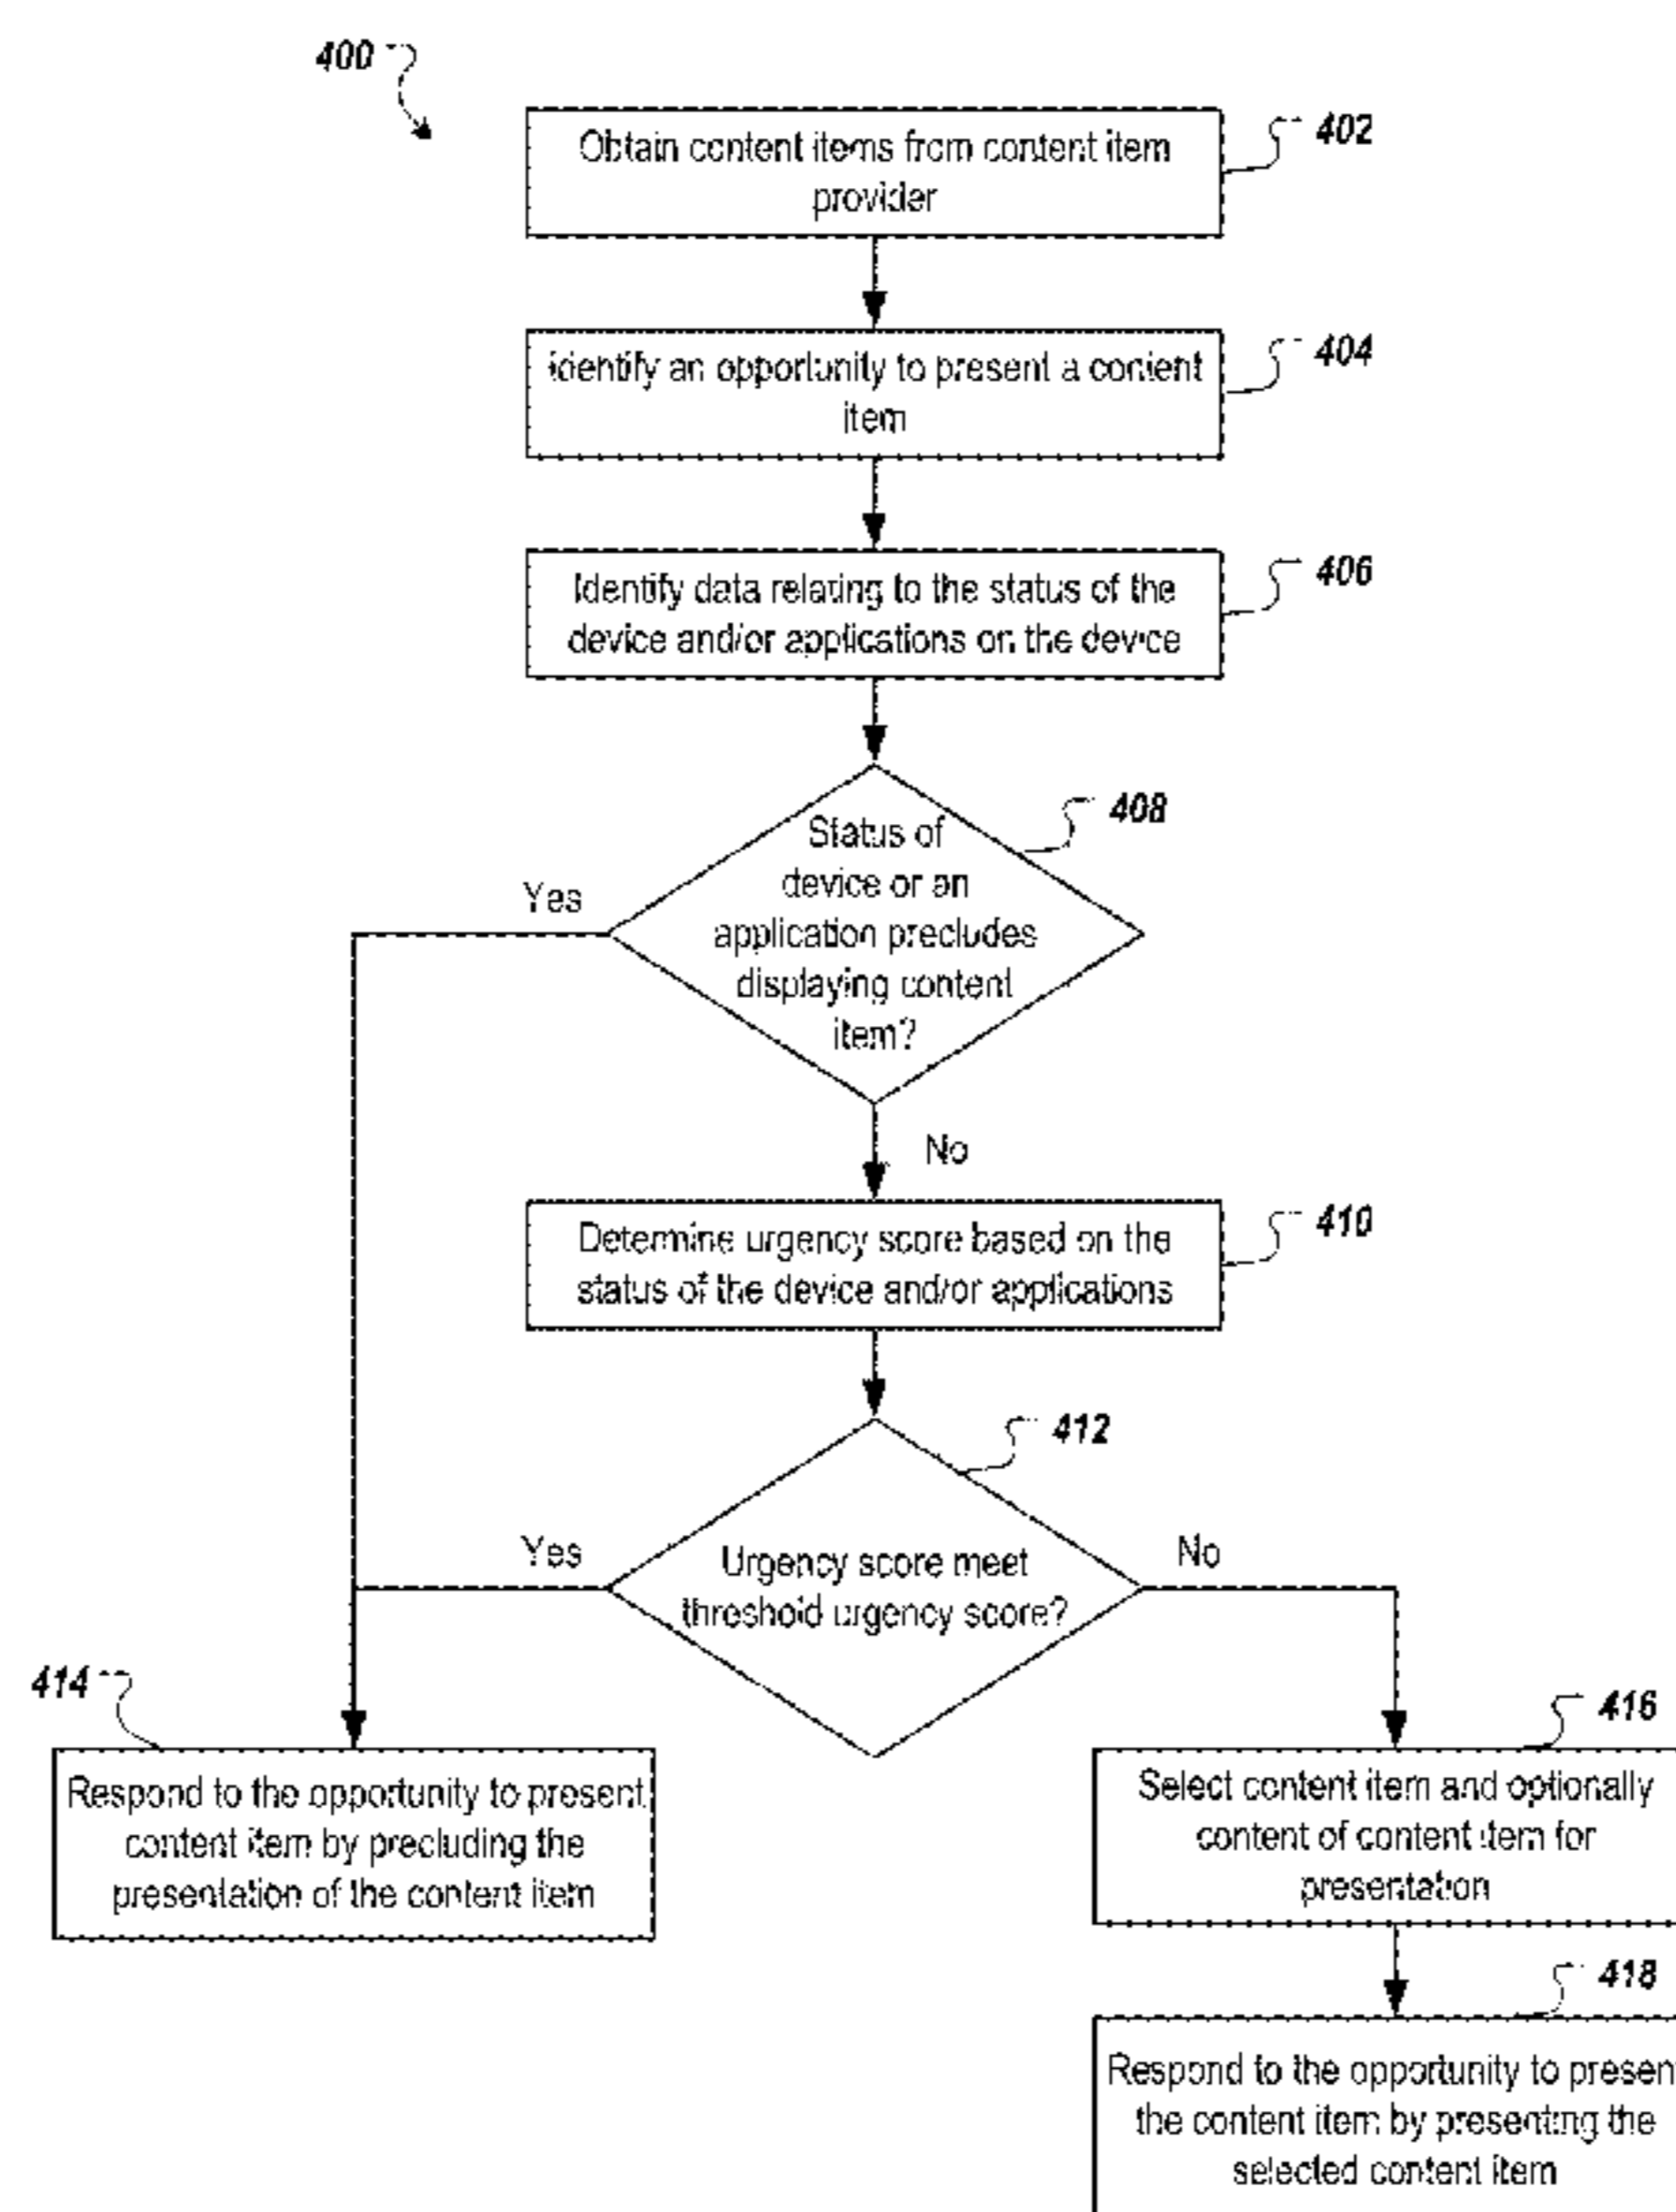 400
Obtain content items from content item
provider
402
Identify an opportunity to present a content
item
404
Identify data relating to the status of the
device and/or applications on the device
406
Status of
device or an
application precludes
displaying content
item?
408
Yes
No
Determine urgency score based on the
status of the device and/or applications
410
Urgency score meet
threshold urgency score?
412
Yes
No
414
Respond to the opportunity to present
content item by precluding the
presentation of the content item
416
Select content item and optionally
content of content item for
presentation
418
Respond to the opportunity to present
the content item by presenting the
selected content item